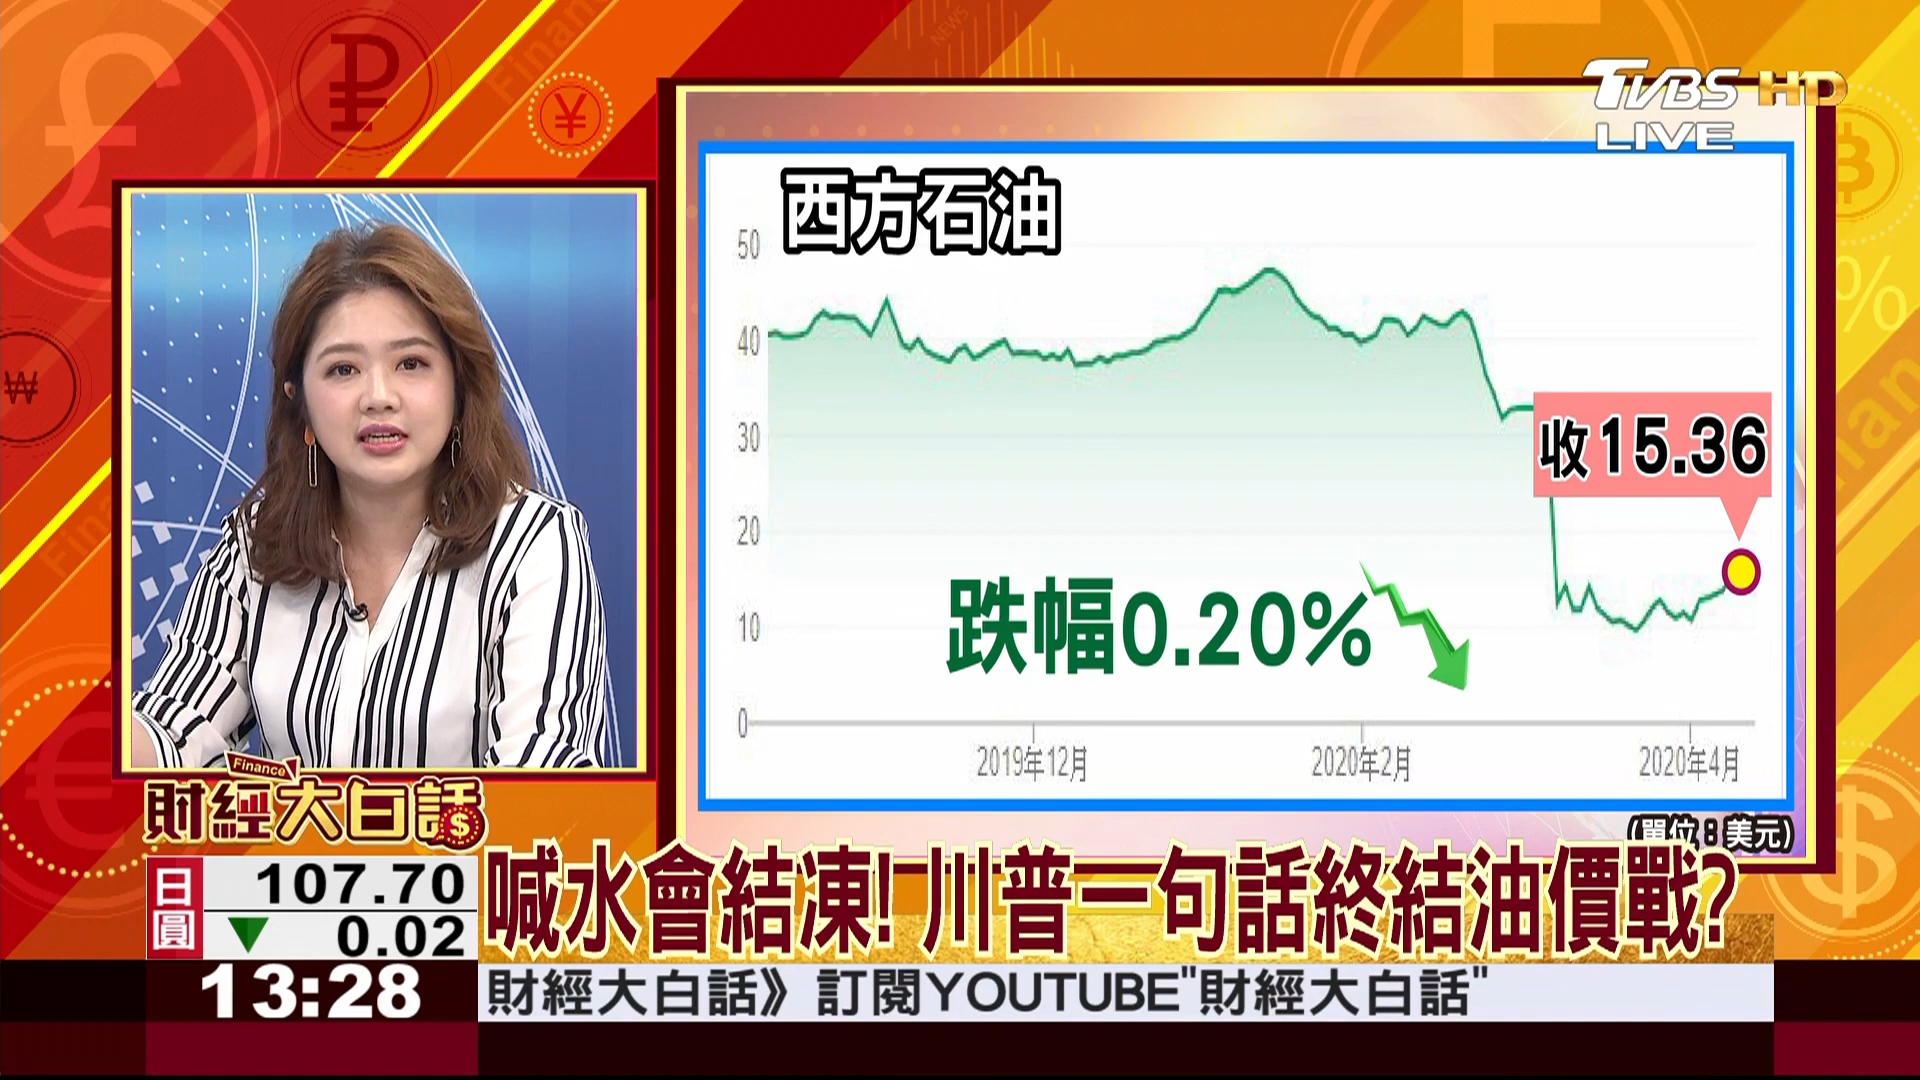 TVBS HD
LIVE
西方石油
50
40
30
20
10
0
收15.36
跌幅0.20%
2019年12月
2020年2月
2020年4月
(單位：美元)
Finance
財經大白話
日圓
107.70
0.02
喊水會結凍! 川普一句話終結油價戰?
13:28
財經大白話》訂閱YOUTUBE"財經大白話"